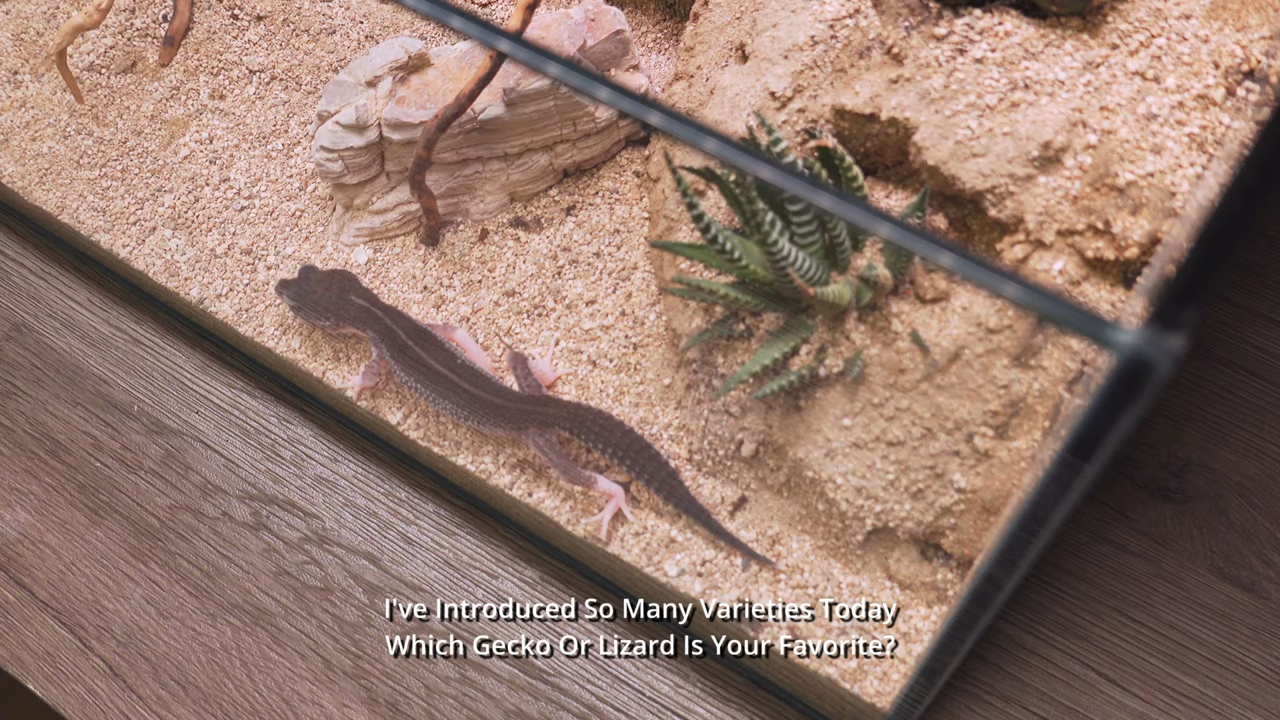 I've Introduced So Many Varieties Today
Which Gecko Or Lizard Is Your Favorite?